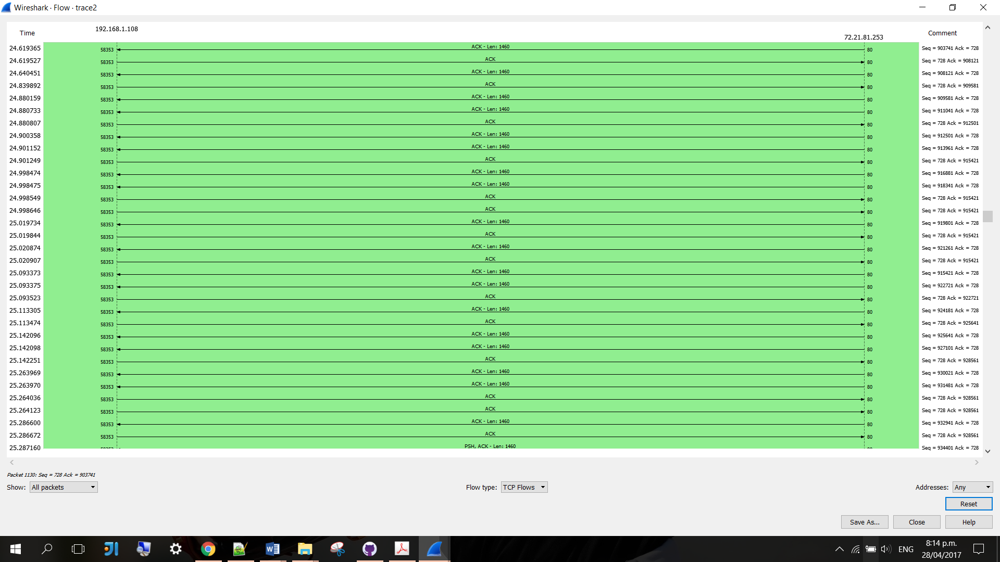 Wireshark · Flow · trace2
192.168.1.108
Time
72.21.81.253
Comment
24.619365 58353 ACK - Len: 1460 80 Seq = 903741 Ack = 728
24.619527 58353 ACK 80 Seq = 728 Ack = 908121
24.640451 58353 ACK - Len: 1460 80 Seq = 908121 Ack = 728
24.839892 58353 ACK 80 Seq = 728 Ack = 909581
24.880159 58353 ACK - Len: 1460 80 Seq = 909581 Ack = 728
24.880733 58353 ACK - Len: 1460 80 Seq = 911041 Ack = 728
24.880807 58353 ACK 80 Seq = 728 Ack = 912501
24.900358 58353 ACK - Len: 1460 80 Seq = 912501 Ack = 728
24.901152 58353 ACK - Len: 1460 80 Seq = 913961 Ack = 728
24.901249 58353 ACK 80 Seq = 728 Ack = 915421
24.998474 58353 ACK - Len: 1460 80 Seq = 916881 Ack = 728
24.998475 58353 ACK - Len: 1460 80 Seq = 918341 Ack = 728
24.998549 58353 ACK 80 Seq = 728 Ack = 915421
24.998646 58353 ACK 80 Seq = 728 Ack = 915421
25.019734 58353 ACK - Len: 1460 80 Seq = 919801 Ack = 728
25.019844 58353 ACK 80 Seq = 728 Ack = 915421
25.020874 58353 ACK - Len: 1460 80 Seq = 921261 Ack = 728
25.020907 58353 ACK 80 Seq = 728 Ack = 915421
25.093373 58353 ACK - Len: 1460 80 Seq = 915421 Ack = 728
25.093375 58353 ACK - Len: 1460 80 Seq = 922721 Ack = 728
25.093523 58353 ACK 80 Seq = 728 Ack = 922721
25.113305 58353 ACK - Len: 1460 80 Seq = 924181 Ack = 728
25.113474 58353 ACK 80 Seq = 728 Ack = 925641
25.142096 58353 ACK - Len: 1460 80 Seq = 925641 Ack = 728
25.142098 58353 ACK - Len: 1460 80 Seq = 927101 Ack = 728
25.142251 58353 ACK 80 Seq = 728 Ack = 928561
25.263969 58353 ACK - Len: 1460 80 Seq = 930021 Ack = 728
25.263970 58353 ACK - Len: 1460 80 Seq = 931481 Ack = 728
25.264036 58353 ACK 80 Seq = 728 Ack = 928561
25.264123 58353 ACK 80 Seq = 728 Ack = 928561
25.286600 58353 ACK - Len: 1460 80 Seq = 932941 Ack = 728
25.286672 58353 ACK 80 Seq = 728 Ack = 928561
25.287160 PSH, ACK - Len: 1460 Seq = 934401 Ack = 728
Packet 1130: Seq = 728 Ack = 903741
Show: All packets Flow type: TCP Flows Addresses: Any
Reset
Save As... Close Help
ENG 8:14 p.m.
28/04/2017